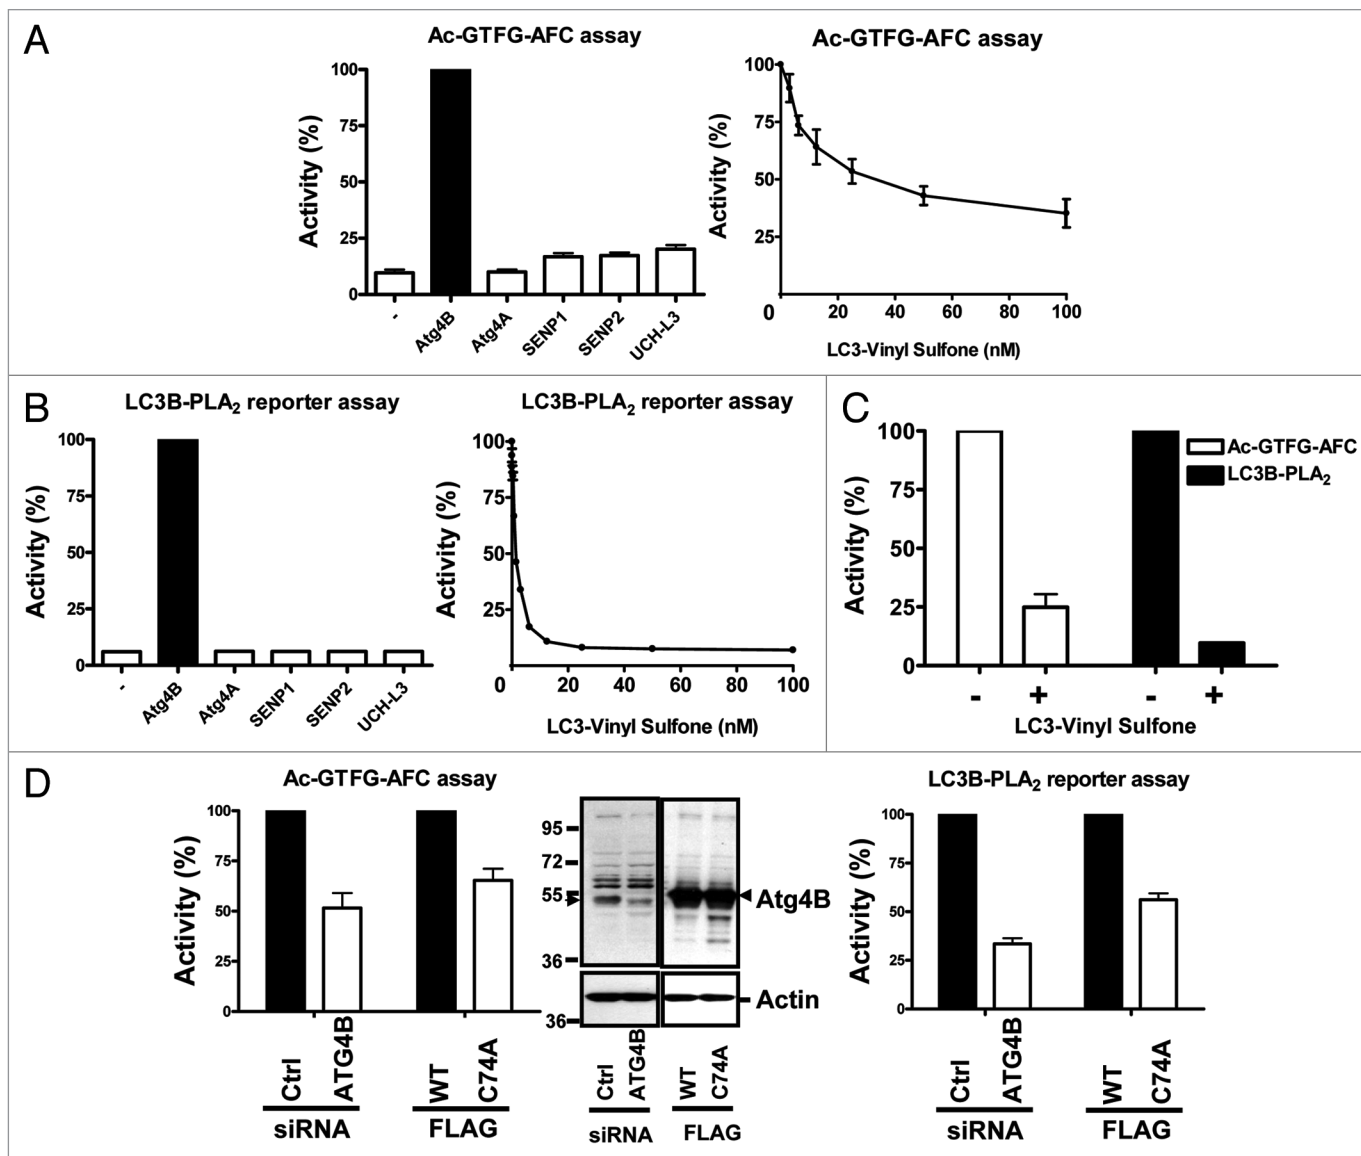 A
Ac-GTFG-AFC assay
Activity (%)
100
75
50
25
0
-
Atg4B
Atg4A
SENP1
SENP2
UCH-L3
Ac-GTFG-AFC assay
Activity (%)
100
75
50
25
0 20 40 60 80 100
LC3-Vinyl Sulfone (nM)
B
LC3B-PLA₂ reporter assay
Activity (%)
100
75
50
25
0
-
Atg4B
Atg4A
SENP1
SENP2
UCH-L3
LC3B-PLA₂ reporter assay
Activity (%)
100
75
50
25
0 20 40 60 80 100
LC3-Vinyl Sulfone (nM)
C
Activity (%)
100
75
50
25
0
Ac-GTFG-AFC
LC3B-PLA₂
- + - +
LC3-Vinyl Sulfone
D
Ac-GTFG-AFC assay
Activity (%)
100
75
50
25
0
Ctrl
ATG4B
WT
C74A
siRNA
FLAG
95
72
55
36
Atg4B
36
Actin
Ctrl
ATG4B
WT
C74A
siRNA
FLAG
LC3B-PLA₂ reporter assay
Activity (%)
100
75
50
25
0
Ctrl
ATG4B
WT
C74A
siRNA
FLAG